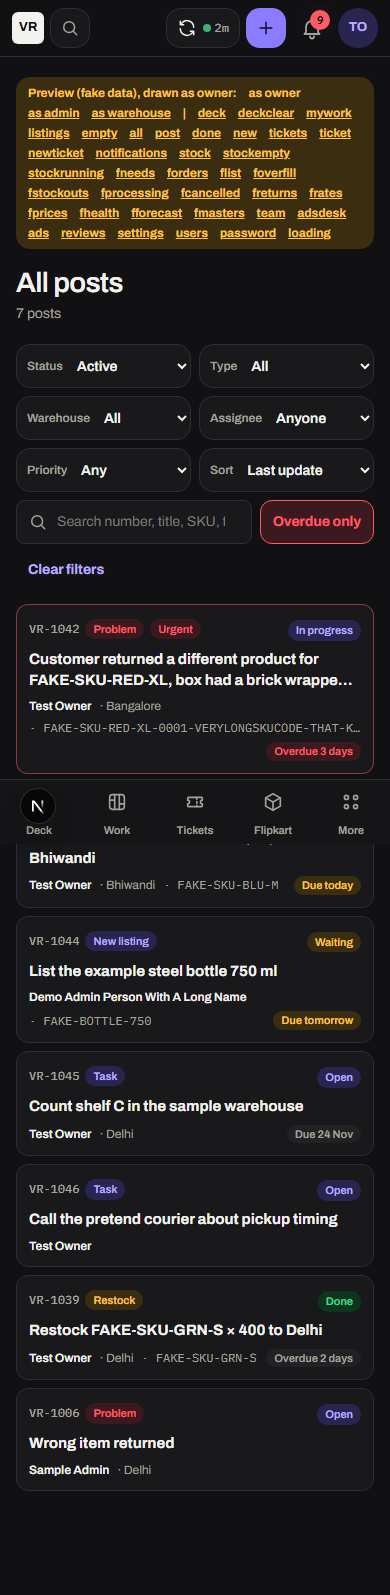 VR
2m
9
TO
Preview (fake data), drawn as owner: as owner
as admin as warehouse | deck deckclear mywork
listings empty all post done new tickets ticket
newticket notifications stock stockempty
stockrunning fneeds forders flist foverfill
fstockouts fprocessing fcancelled freturns frates
fprices fhealth fforecast fmasters team adsdesk
ads reviews settings users password loading
All posts
7 posts
Status Active Type All
Warehouse All Assignee Anyone
Priority Any Sort Last update
Search number, title, SKU, Overdue only
Clear filters
VR-1042 Problem Urgent In progress
Customer returned a different product for
FAKE-SKU-RED-XL, box had a brick wrappe…
Test Owner · Bangalore
· FAKE-SKU-RED-XL-0001-VERYLONGSKUCODE-THAT-K…
Overdue 3 days
N
Deck Work Tickets Flipkart More
Bhiwandi
Test Owner · Bhiwandi · FAKE-SKU-BLU-M Due today
VR-1044 New listing Waiting
List the example steel bottle 750 ml
Demo Admin Person With A Long Name
· FAKE-BOTTLE-750 Due tomorrow
VR-1045 Task Open
Count shelf C in the sample warehouse
Test Owner · Delhi Due 24 Nov
VR-1046 Task Open
Call the pretend courier about pickup timing
Test Owner
VR-1039 Restock Done
Restock FAKE-SKU-GRN-S × 400 to Delhi
Test Owner · Delhi · FAKE-SKU-GRN-S Overdue 2 days
VR-1006 Problem Open
Wrong item returned
Sample Admin · Delhi